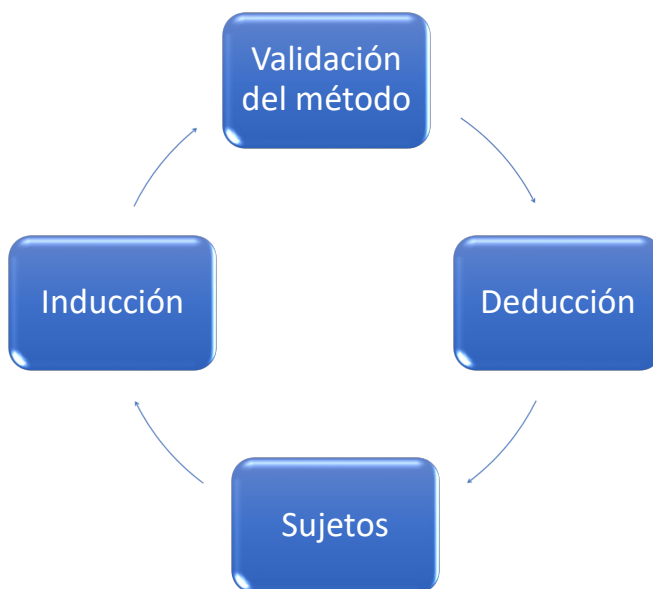 Validación
del método
Inducción
Deducción
Sujetos